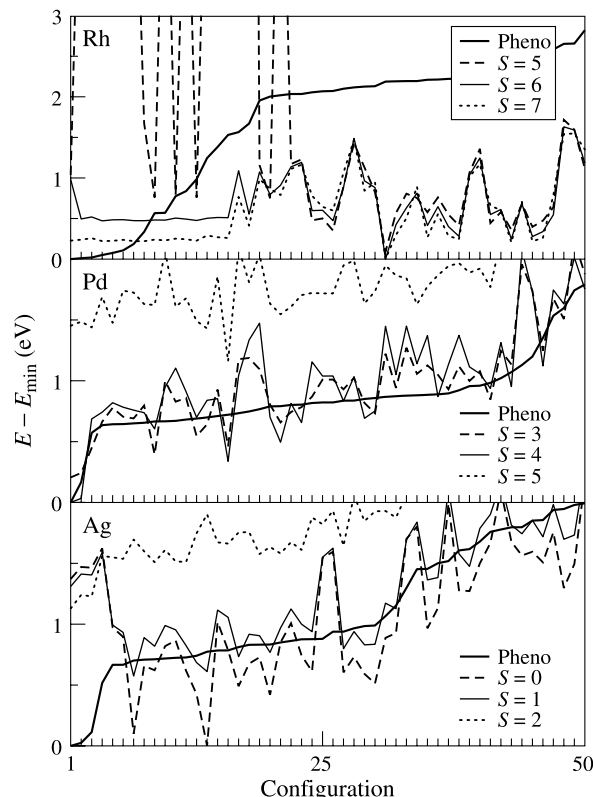 3
Rh
Pheno
S = 5
S = 6
S = 7
2
1
0
Pd
1
Pheno
S = 3
S = 4
S = 5
0
Ag
1
Pheno
S = 0
S = 1
S = 2
0
1
25
50
Configuration
E − Emin (eV)